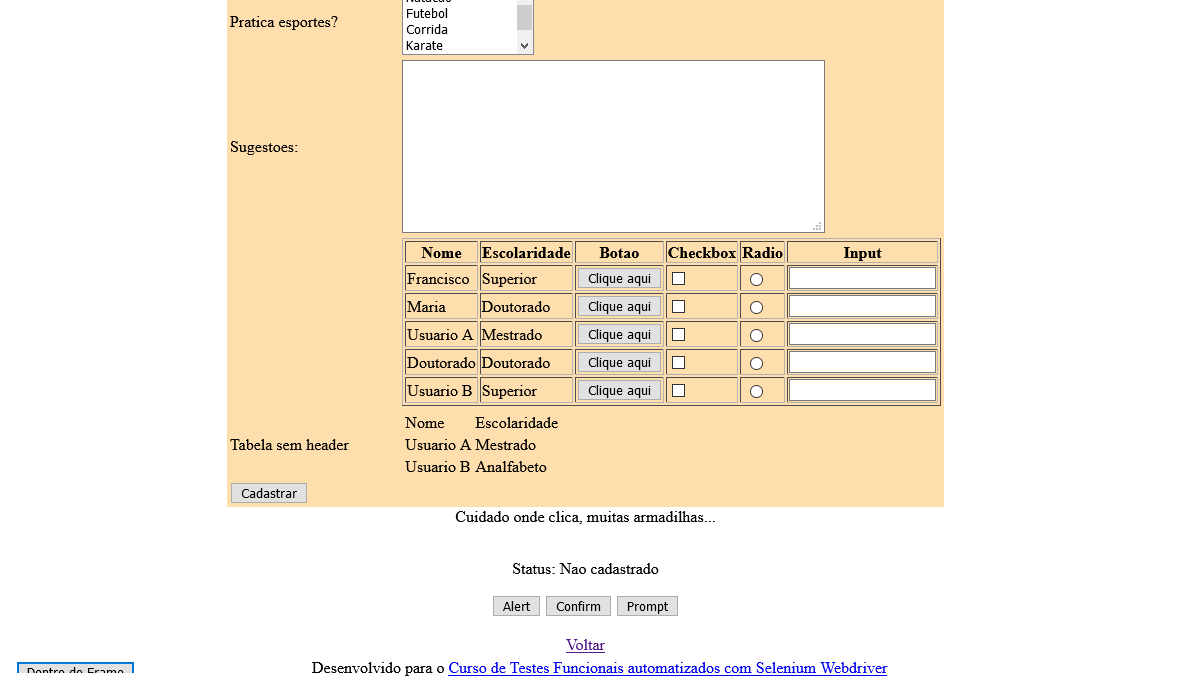 Natacao
Futebol
Pratica esportes?
Corrida
Karate
Sugestoes:
Nome Escolaridade Botao Checkbox Radio Input
Francisco Superior Clique aqui
Maria Doutorado Clique aqui
Usuario A Mestrado Clique aqui
Doutorado Doutorado Clique aqui
Usuario B Superior Clique aqui
Nome Escolaridade
Tabela sem header Usuario A Mestrado
Usuario B Analfabeto
Cadastrar
Cuidado onde clica, muitas armadilhas...
Status: Nao cadastrado
Alert Confirm Prompt
Voltar
Dentro do Frame Desenvolvido para o Curso de Testes Funcionais automatizados com Selenium Webdriver